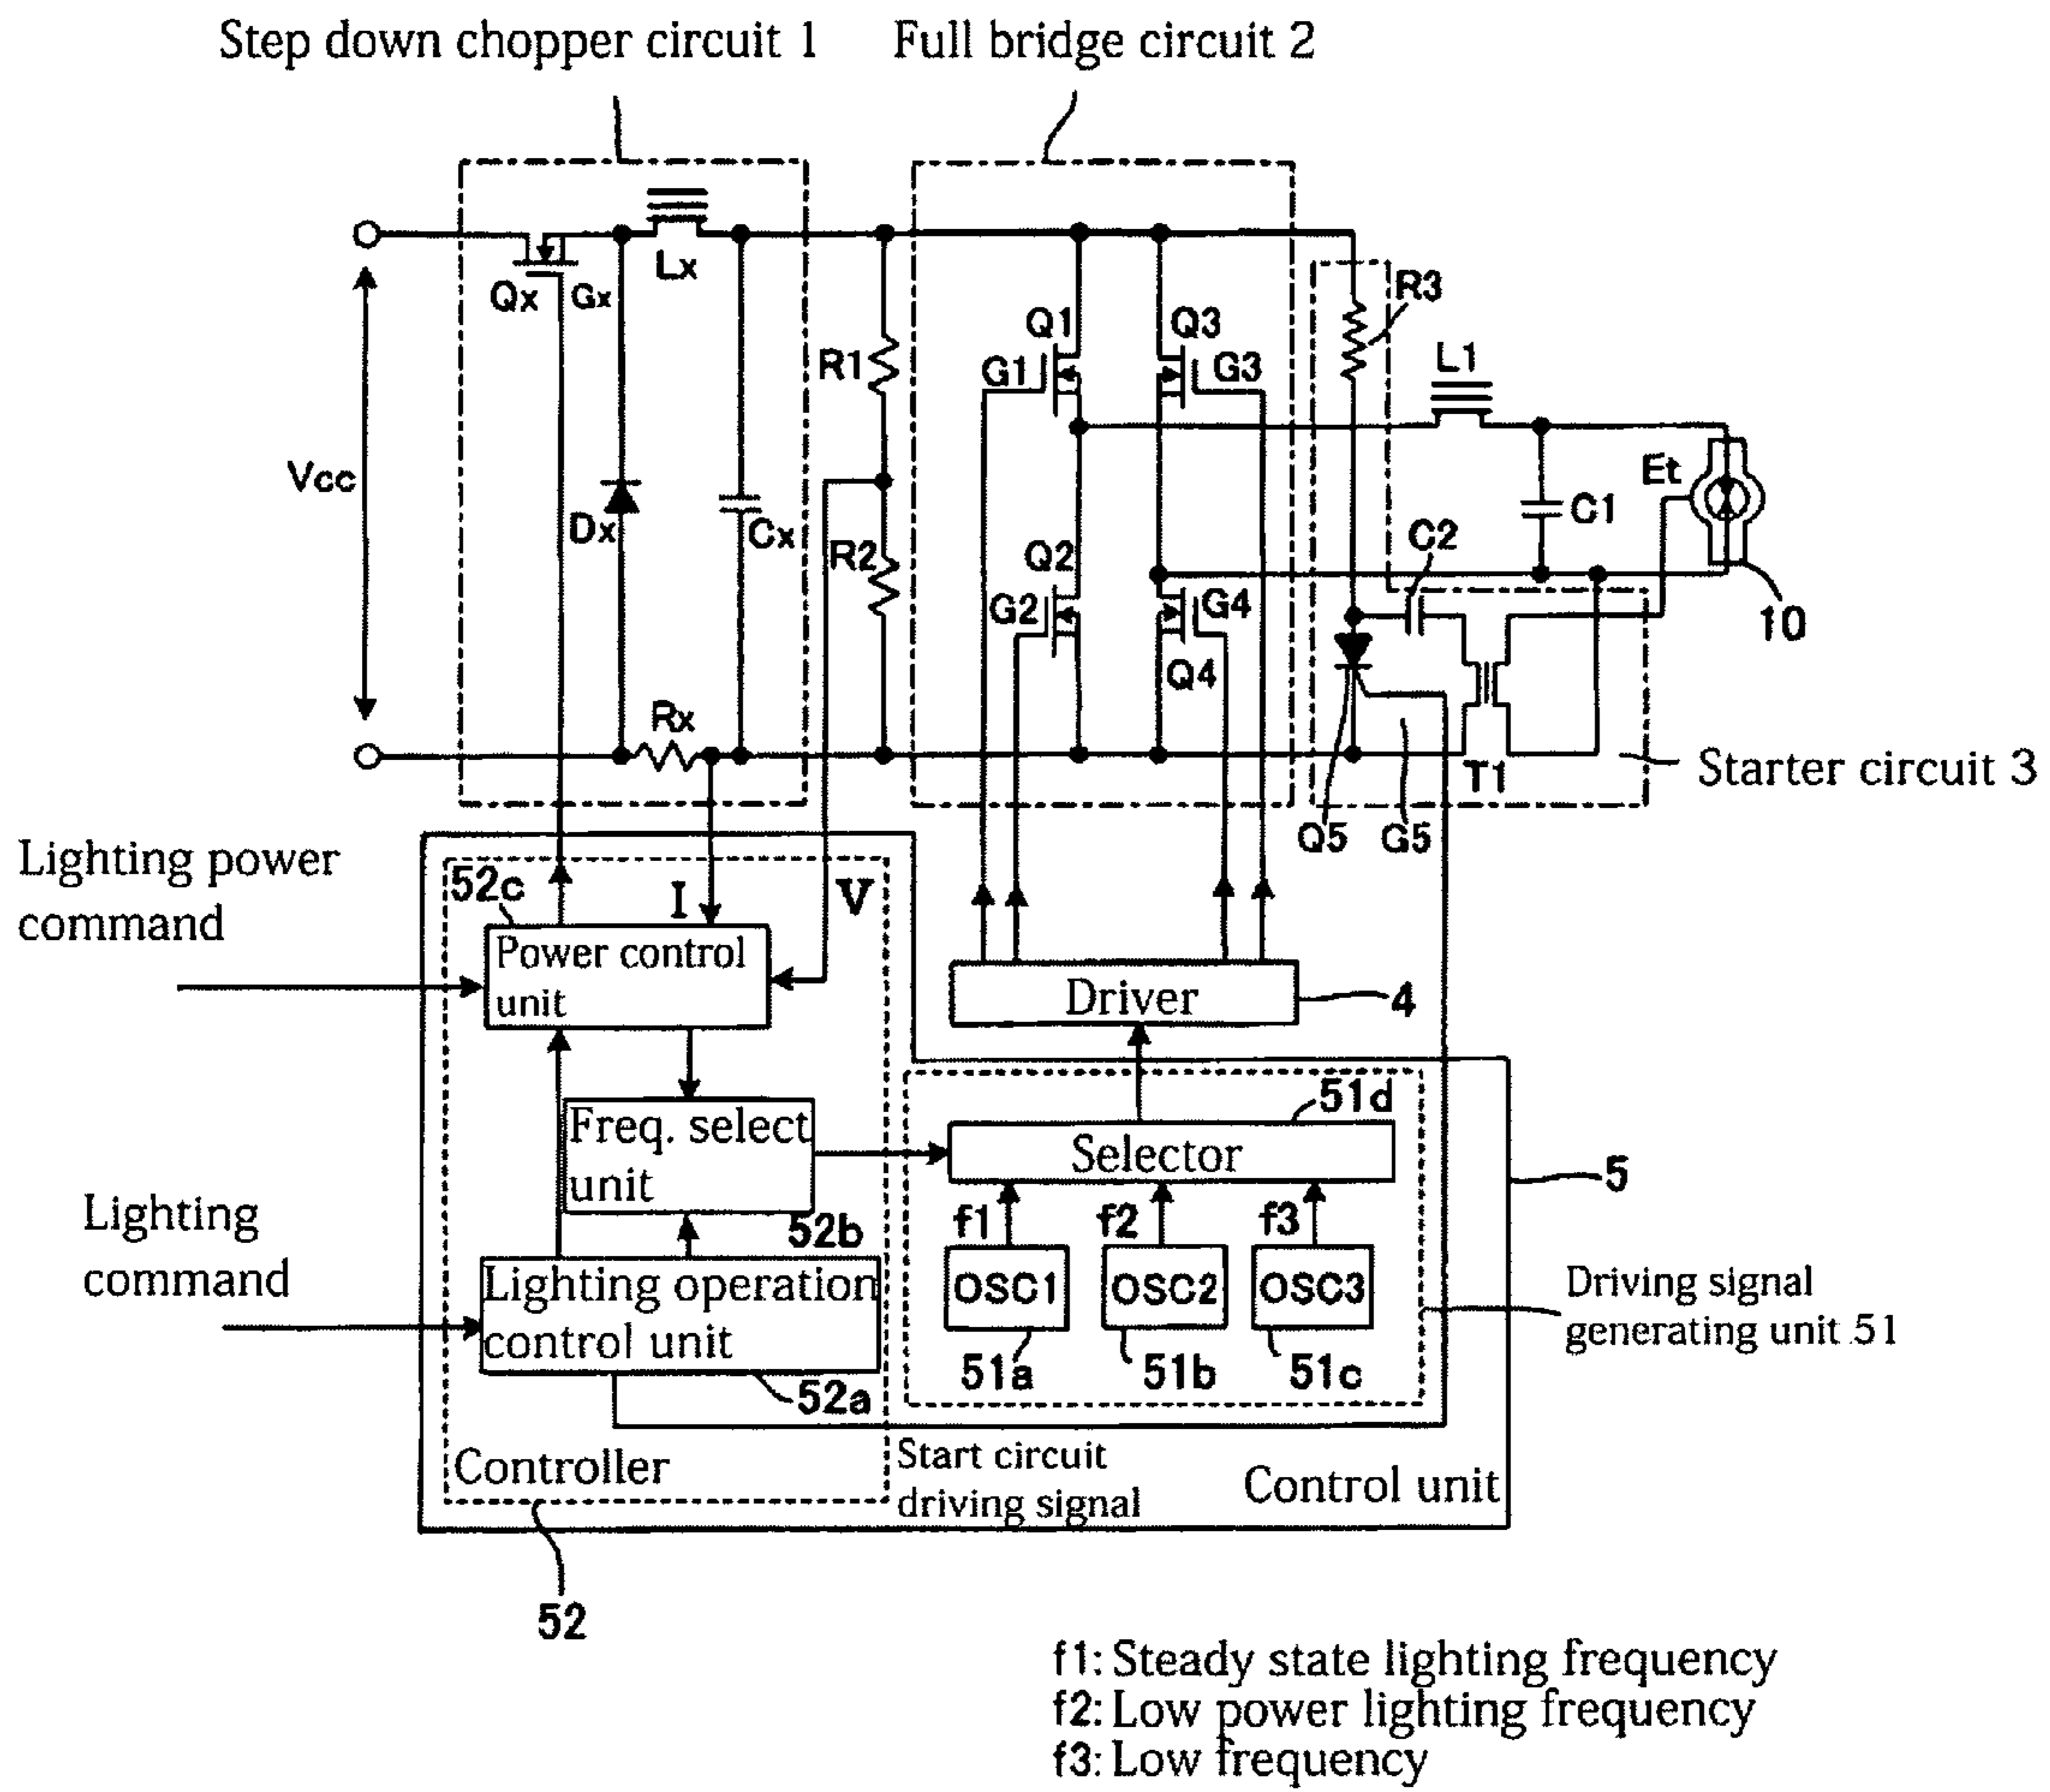 Step down chopper circuit 1
Full bridge circuit 2
Lx
Qx
Gx
R3
Q1
Q3
R1
G1
G3
L1
Vcc
Et
Dx
Cx
C1
R2
Q2
C2
G2
G4
10
Q4
Rx
T1
Starter circuit 3
Q5
G5
Lighting power
command
52c
I
V
Power control
unit
Driver
4
51d
Freq. select
unit
Selector
5
52b
f1
f2
f3
Lighting
command
Lighting operation
control unit
OSC1
OSC2
OSC3
Driving signal
generating unit 51
51a
51b
51c
52a
Controller
Start circuit
driving signal
Control unit
52
f1: Steady state lighting frequency
f2: Low power lighting frequency
f3: Low frequency